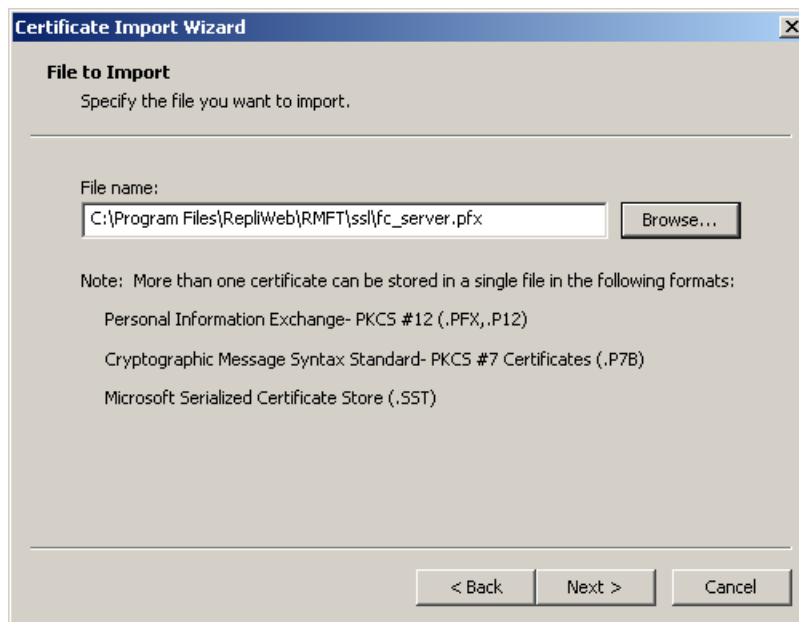 Certificate Import Wizard
File to Import
Specify the file you want to import.
File name:
C:\Program Files\RepliWeb\RMFT\ssl\fc_server.pfx
Browse...
Note:  More than one certificate can be stored in a single file in the following formats:
Personal Information Exchange- PKCS #12 (.PFX,.P12)
Cryptographic Message Syntax Standard- PKCS #7 Certificates (.P7B)
Microsoft Serialized Certificate Store (.SST)
< Back
Next >
Cancel